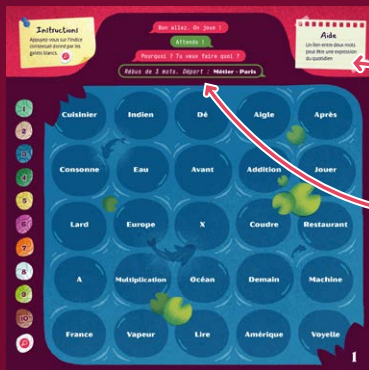 Instructions
Appuyez vous sur l'indice
contextuel donné par les
galets blancs.
Bon allez. On joue !
Attends !
Pourquoi ? Tu veux faire quoi ?
Rébus de 3 mots. Départ : Métier - Paris
Aide
Un lien entre deux mots
peut être une expression
du quotidien
1
2
3
4
5
6
7
8
9
10
Cuisinier Indien Dé Aigle Après
Consonne Eau Avant Addition Jouer
Lard Europe X Coudre Restaurant
A Multiplication Océan Demain Machine
France Vapeur Lire Amérique Voyelle
1